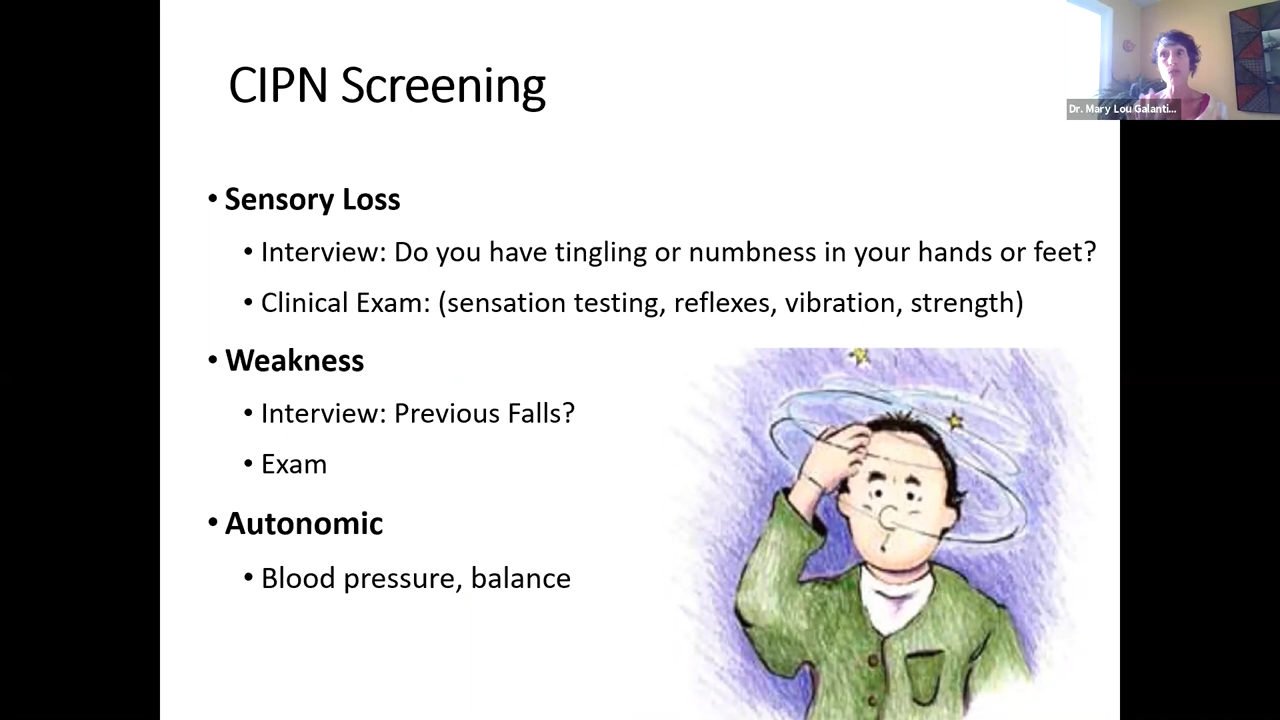 CIPN Screening
Dr. Mary Lou Galanti...
• Sensory Loss
• Interview: Do you have tingling or numbness in your hands or feet?
• Clinical Exam: (sensation testing, reflexes, vibration, strength)
• Weakness
• Interview: Previous Falls?
• Exam
• Autonomic
• Blood pressure, balance